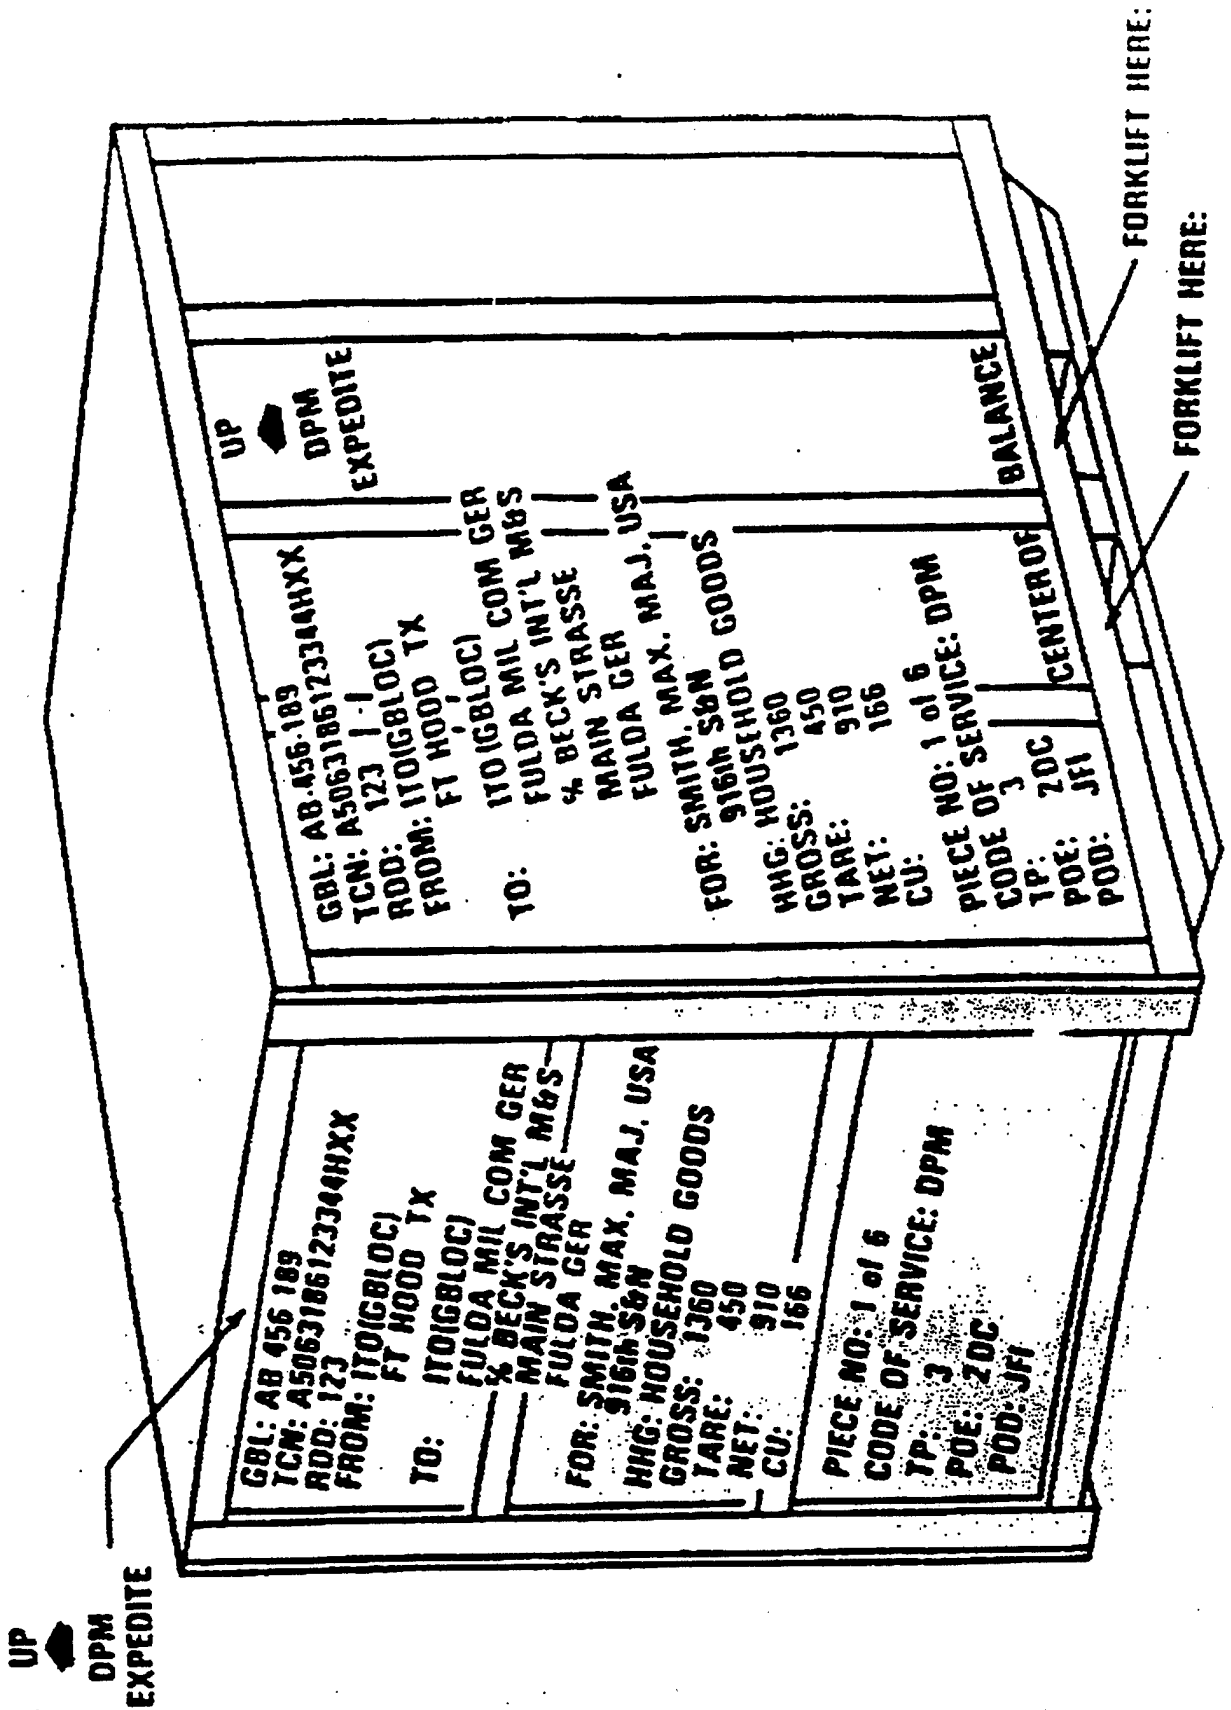 UP
DPM
EXPEDITE
GBL: AB 456 189
TCN: A5063186123344HXX
RDD: 123
FROM: ITO(GBLOC)
FT HOOD TX
TO: ITO(GBLOC)
FULDA MIL COM GER
% BECK'S INT'L M&S
MAIN STRASSE
FULDA GER
FOR: SMITH, MAX, MAJ, USA
916th S&N
HHG: HOUSEHOLD GOODS
GROSS: 1360
TARE: 450
NET: 910
CU: 166
PIECE NO: 1 of 6
CODE OF SERVICE: DPM
TP: 3
POE: ZDC
POD: JFI
GBL: AB-456-189
TCN: A5063186123344HXX
RDD: 123
FROM: ITO(GBLOC)
FT HOOD TX
TO: ITO(GBLOC)
FULDA MIL COM GER
% BECK'S INT'L M&S
MAIN STRASSE
FULDA GER
FOR: SMITH, MAX, MAJ, USA
916th S&N
HHG: HOUSEHOLD GOODS
GROSS: 1360
TARE: 450
NET: 910
CU: 166
PIECE NO: 1 of 6
CODE OF SERVICE: DPM
TP: 3
POE: ZDC
POD: JFI
UP
DPM
EXPEDITE
CENTER OF BALANCE
FORKLIFT HERE:
FORKLIFT HERE: